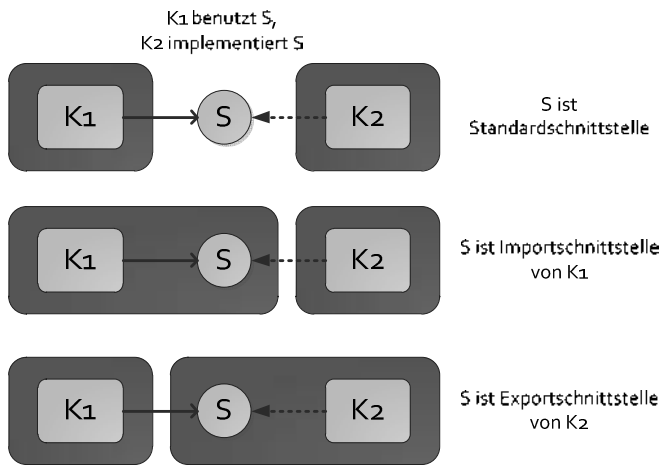 K1 benutzt S,
K2 implementiert S
K1
S
K2
S ist
Standardschnittstelle
K1
S
K2
S ist Importschnittstelle
von K1
K1
S
K2
S ist Exportschnittstelle
von K2